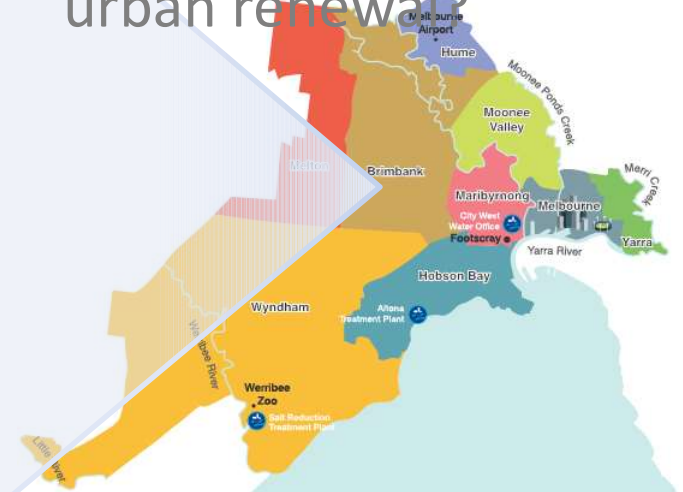 urban renewal?
Melbourne
Airport
Hume
Moonee Ponds Creek
Moonee
Valley
Melton
Brimbank
Merri Creek
Maribyrnong
Melbourne
City West
Water Office
Footscray
Yarra
Yarra River
Hobson Bay
Wyndham
Altona
Treatment Plant
Werribee River
Werribee
Zoo
Salt Reduction
Treatment Plant
Little River